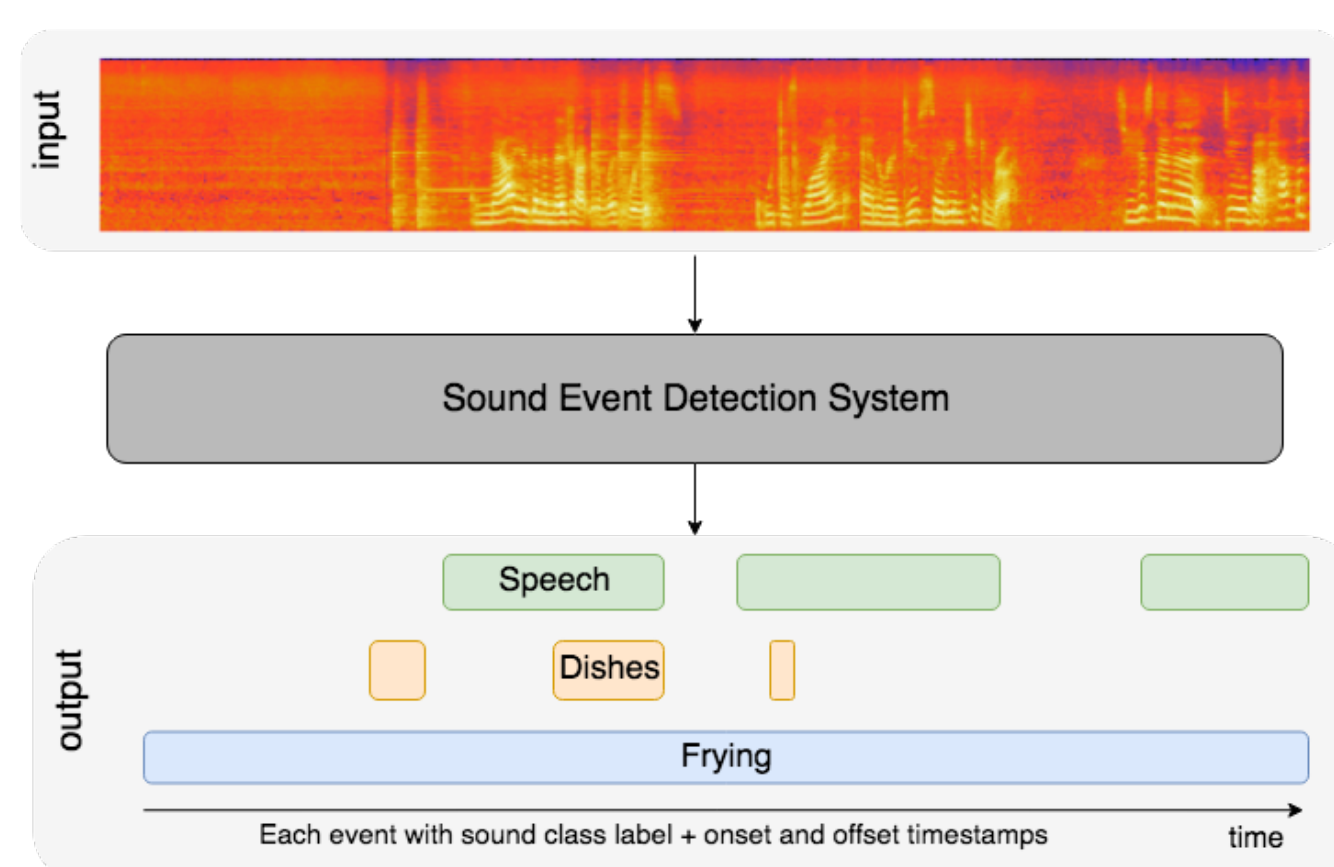 input
Sound Event Detection System
output
Speech
Dishes
Frying
Each event with sound class label + onset and offset timestamps
time